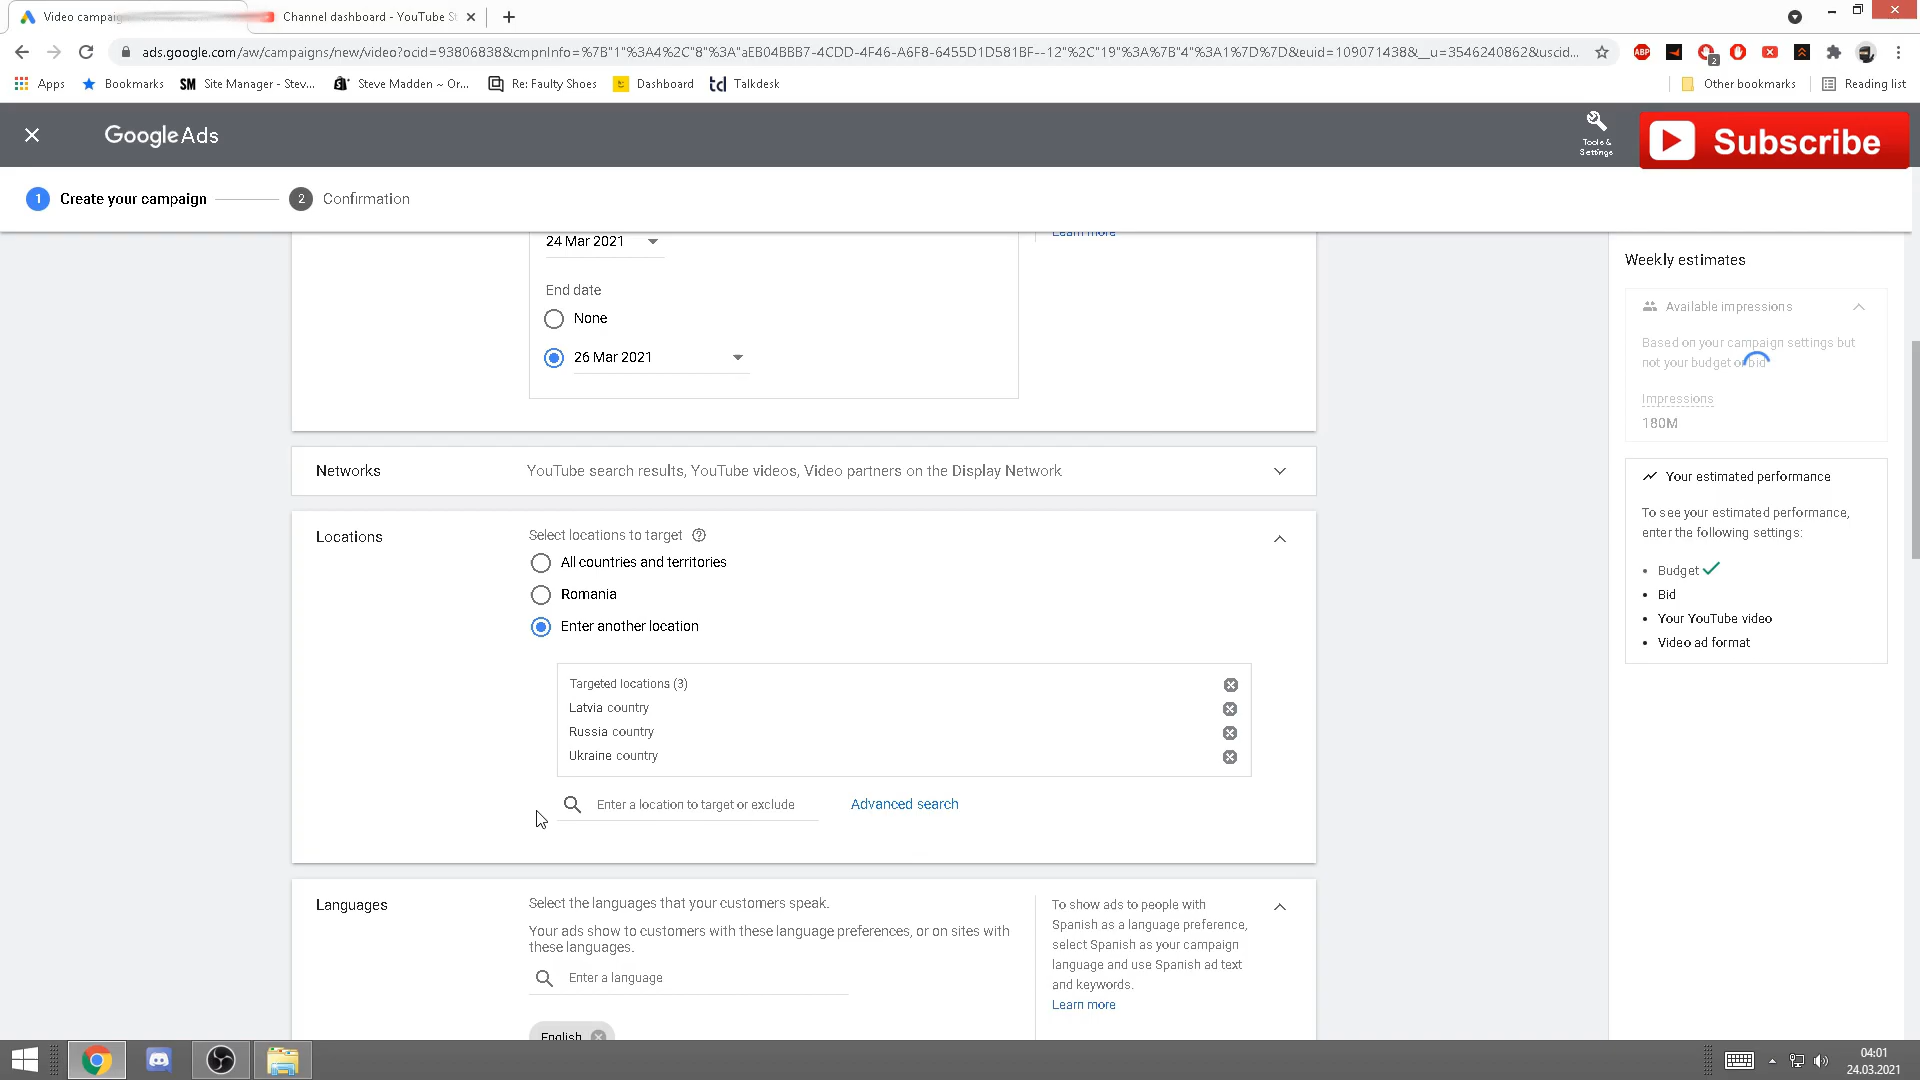 Video campaig
Channel dashboard - YouTube St
ads.google.com/aw/campaigns/new/video?ocid=93806838&cmpnInfo=%7B"1"%3A4%2C"8"%3A"aEB04BBB7-4CDD-4F46-A6F8-6455D1D581BF--12"%2C"19"%3A%7B"4"%3A1%7D%7D&euid=109071438&__u=3546240862&uscid...
ABP
2
Apps
Bookmarks
SM Site Manager - Stev...
Steve Madden ~ Or...
Re: Faulty Shoes
Dashboard
td Talkdesk
Other bookmarks
Reading list
Google Ads
Tools &
Settings
Subscribe
1 Create your campaign
2 Confirmation
24 Mar 2021
Learn more
End date
None
26 Mar 2021
Networks
YouTube search results, YouTube videos, Video partners on the Display Network
Locations
Select locations to target
All countries and territories
Romania
Enter another location
Targeted locations (3)
Latvia country
Russia country
Ukraine country
Enter a location to target or exclude
Advanced search
Languages
Select the languages that your customers speak.
Your ads show to customers with these language preferences, or on sites with
these languages.
Enter a language
English
To show ads to people with
Spanish as a language preference,
select Spanish as your campaign
language and use Spanish ad text
and keywords.
Learn more
Weekly estimates
Available impressions
Based on your campaign settings but
not your budget or bid
Impressions
180M
Your estimated performance
To see your estimated performance,
enter the following settings:
Budget
Bid
Your YouTube video
Video ad format
04:01
24.03.2021